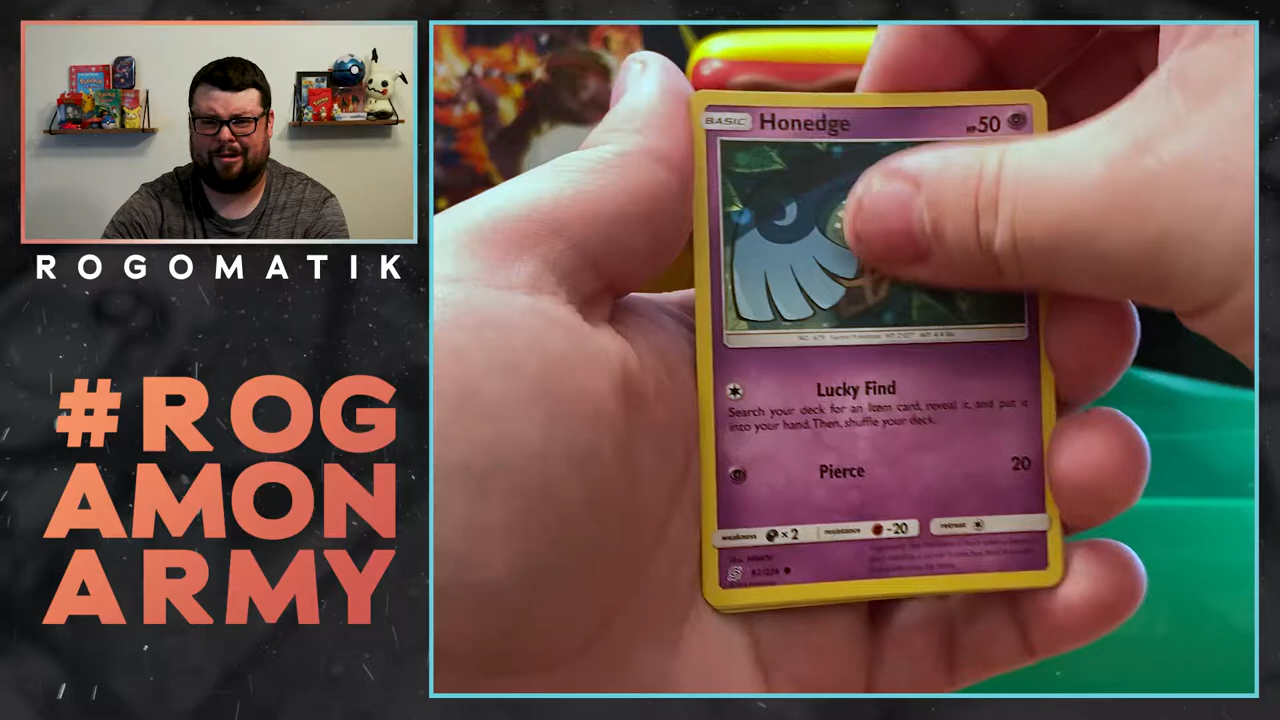 ROGOMATIK
#ROG
AMON
ARMY
BASIC Honedge HP50
Lucky Find
Search your deck for an Item card, reveal it, and put it
into your hand. Then, shuffle your deck.
Pierce 20
weakness ×2 resistance -20 retreat